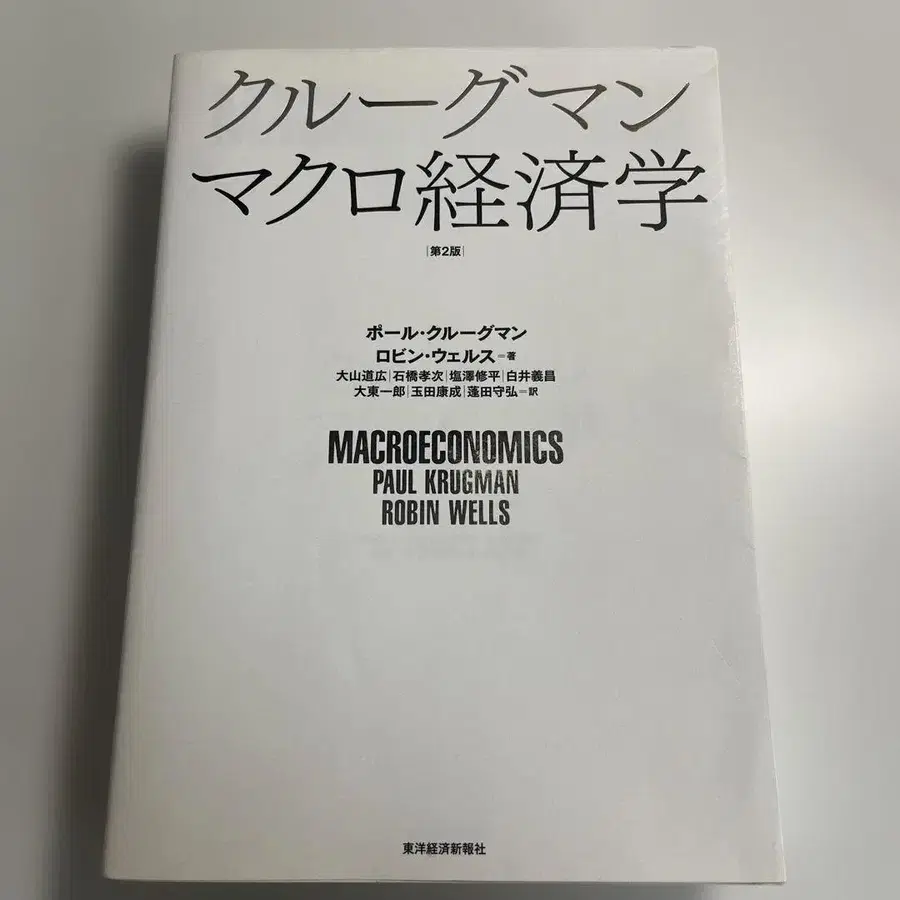 クルーグマン
マクロ経済学
|第2版|
ポール・クルーグマン
ロビン・ウェルス=著
大山道広|石橋孝次|塩澤修平|白井義昌
大東一郎|玉田康成|蓬田守弘=訳
MACROECONOMICS
PAUL KRUGMAN
ROBIN WELLS
東洋経済新報社